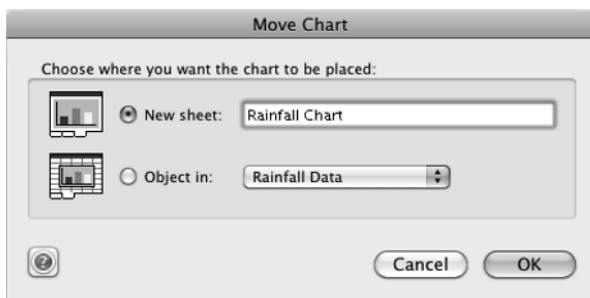 Move Chart
Choose where you want the chart to be placed:
New sheet: Rainfall Chart
Object in: Rainfall Data
? Cancel OK